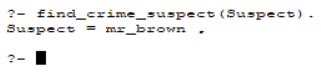 ?- find_crime_suspect(Suspect).
Suspect = mr_brown .
?-